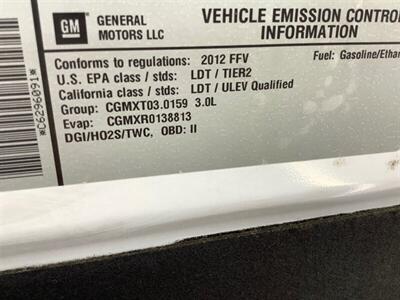 GM
GENERAL
MOTORS LLC
VEHICLE EMISSION CONTROL
INFORMATION
Conforms to regulations: 2012 FFV
Fuel: Gasoline/Ethan
U.S. EPA class / stds: LDT / TIER2
California class / stds: LDT / ULEV Qualified
Group: CGMXT03.0159 3.0L
Evap: CGMXR0138813
DGI/HO2S/TWC, OBD: II
*C6296091*